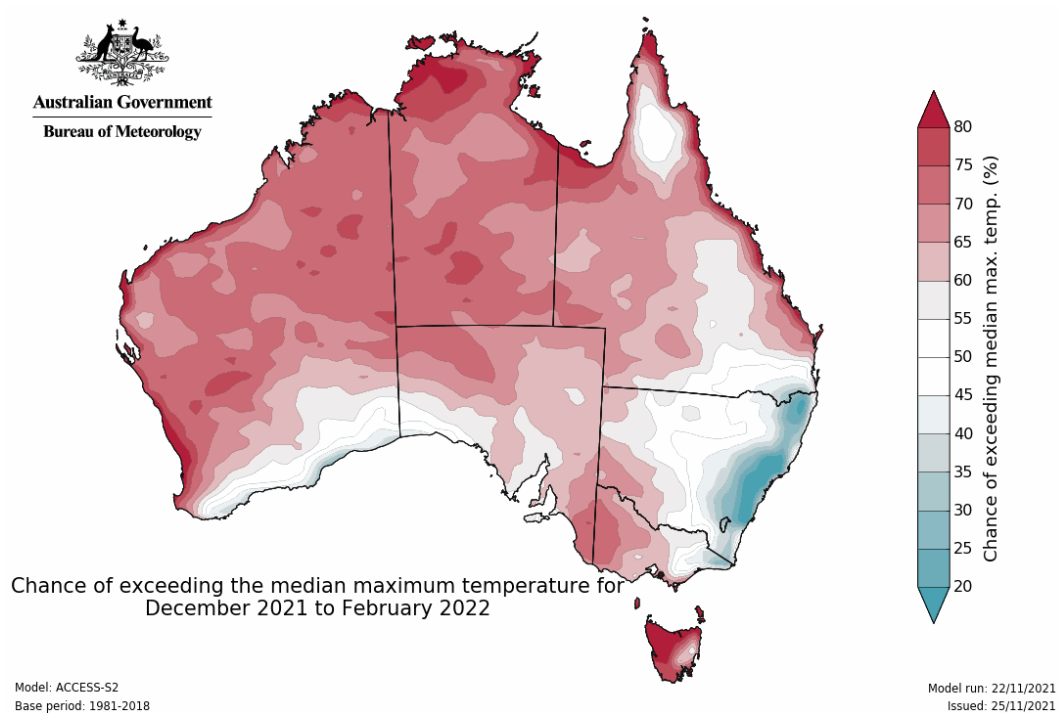 Australian Government
Bureau of Meteorology
80
75
70
65
60
55
50
45
40
35
30
25
20
Chance of exceeding median max. temp. (%)
Chance of exceeding the median maximum temperature for
December 2021 to February 2022
Model: ACCESS-S2
Base period: 1981-2018
Model run: 22/11/2021
Issued: 25/11/2021